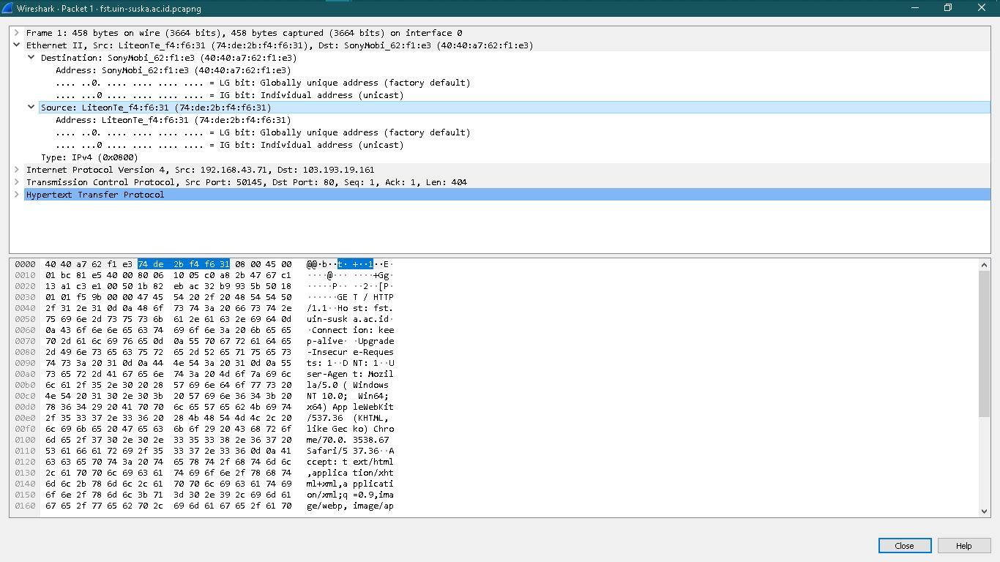 Wireshark · Packet 1 · fst.uin-suska.ac.id.pcapng
Frame 1: 458 bytes on wire (3664 bits), 458 bytes captured (3664 bits) on interface 0
Ethernet II, Src: LiteonTe_f4:f6:31 (74:de:2b:f4:f6:31), Dst: SonyMobi_62:f1:e3 (40:40:a7:62:f1:e3)
Destination: SonyMobi_62:f1:e3 (40:40:a7:62:f1:e3)
Address: SonyMobi_62:f1:e3 (40:40:a7:62:f1:e3)
.... ..0. .... .... .... .... = LG bit: Globally unique address (factory default)
.... ...0 .... .... .... .... = IG bit: Individual address (unicast)
Source: LiteonTe_f4:f6:31 (74:de:2b:f4:f6:31)
Address: LiteonTe_f4:f6:31 (74:de:2b:f4:f6:31)
.... ..0. .... .... .... .... = LG bit: Globally unique address (factory default)
.... ...0 .... .... .... .... = IG bit: Individual address (unicast)
Type: IPv4 (0x0800)
Internet Protocol Version 4, Src: 192.168.43.71, Dst: 103.193.19.161
Transmission Control Protocol, Src Port: 50145, Dst Port: 80, Seq: 1, Ack: 1, Len: 404
Hypertext Transfer Protocol
0000 40 40 a7 62 f1 e3 74 de 2b f4 f6 31 08 00 45 00 @@·b··t· +··1··E·
0010 01 bc 81 e5 40 00 80 06 10 05 c0 a8 2b 47 67 c1 ····@··· ····+Gg·
0020 13 a1 c3 e1 00 50 1b 82 eb ac 32 b9 93 5b 50 18 ·····P·· ··2··[P·
0030 01 01 f5 9b 00 00 47 45 54 20 2f 20 48 54 54 50 ······GE T / HTTP
0040 2f 31 2e 31 0d 0a 48 6f 73 74 3a 20 66 73 74 2e /1.1··Ho st: fst.
0050 75 69 6e 2d 73 75 73 6b 61 2e 61 63 2e 69 64 0d uin-susk a.ac.id·
0060 0a 43 6f 6e 6e 65 63 74 69 6f 6e 3a 20 6b 65 65 ·Connect ion: kee
0070 70 2d 61 6c 69 76 65 0d 0a 55 70 67 72 61 64 65 p-alive· ·Upgrade
0080 2d 49 6e 73 65 63 75 72 65 2d 52 65 71 75 65 73 -Insecur e-Reques
0090 74 73 3a 20 31 0d 0a 44 4e 54 3a 20 31 0d 0a 55 ts: 1··D NT: 1··U
00a0 73 65 72 2d 41 67 65 6e 74 3a 20 4d 6f 7a 69 6c ser-Agen t: Mozil
00b0 6c 61 2f 35 2e 30 20 28 57 69 6e 64 6f 77 73 20 la/5.0 ( Windows
00c0 4e 54 20 31 30 2e 30 3b 20 57 69 6e 36 34 3b 20 NT 10.0; Win64;
00d0 78 36 34 29 20 41 70 70 6c 65 57 65 62 4b 69 74 x64) App leWebKit
00e0 2f 35 33 37 2e 33 36 20 28 4b 48 54 4d 4c 2c 20 /537.36 (KHTML,
00f0 6c 69 6b 65 20 47 65 63 6b 6f 29 20 43 68 72 6f like Gec ko) Chro
0100 6d 65 2f 37 30 2e 30 2e 33 35 33 38 2e 36 37 20 me/70.0. 3538.67
0110 53 61 66 61 72 69 2f 35 33 37 2e 33 36 0d 0a 41 Safari/5 37.36··A
0120 63 63 65 70 74 3a 20 74 65 78 74 2f 68 74 6d 6c ccept: t ext/html
0130 2c 61 70 70 6c 69 63 61 74 69 6f 6e 2f 78 68 74 ,applica tion/xht
0140 6d 6c 2b 78 6d 6c 2c 61 70 70 6c 69 63 61 74 69 ml+xml,a pplicati
0150 6f 6e 2f 78 6d 6c 3b 71 3d 30 2e 39 2c 69 6d 61 on/xml;q =0.9,ima
0160 67 65 2f 77 65 62 70 2c 69 6d 61 67 65 2f 61 70 ge/webp, image/ap
Close
Help